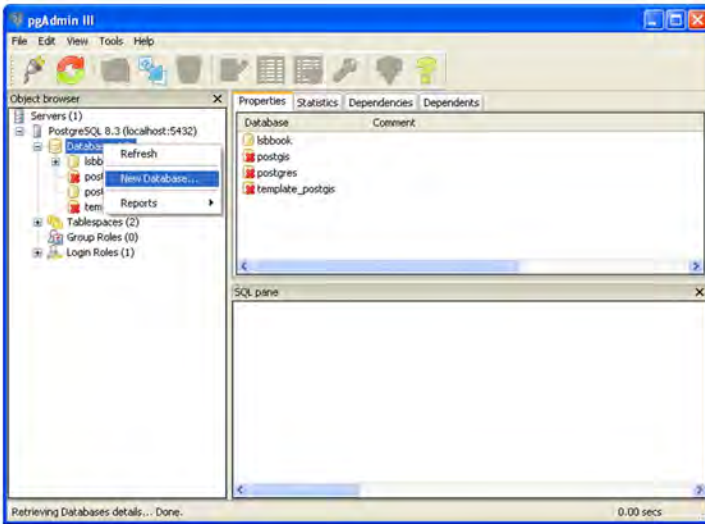 pgAdmin III
File Edit View Tools Help
Object browser
Servers (1)
PostgreSQL 8.3 (localhost:5432)
Refresh
New Database...
Reports
Tablespaces (2)
Group Roles (0)
Login Roles (1)
Properties Statistics Dependencies Dependents
Database Comment
lsbbook
postgis
postgres
template_postgis
SQL pane
Retrieving Databases details... Done.
0.00 secs